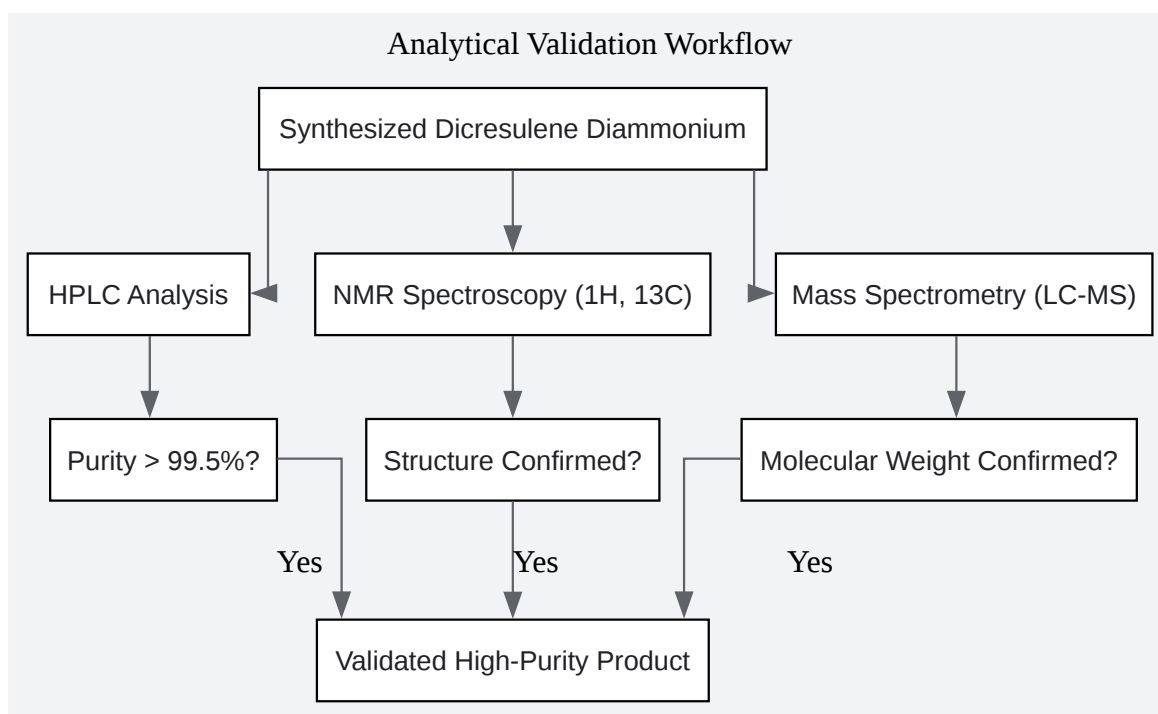 Analytical Validation Workflow
Synthesized Dicresulene Diammonium
HPLC Analysis
NMR Spectroscopy (1H, 13C)
Mass Spectrometry (LC-MS)
Purity > 99.5%?
Structure Confirmed?
Molecular Weight Confirmed?
Yes
Yes
Yes
Validated High-Purity Product